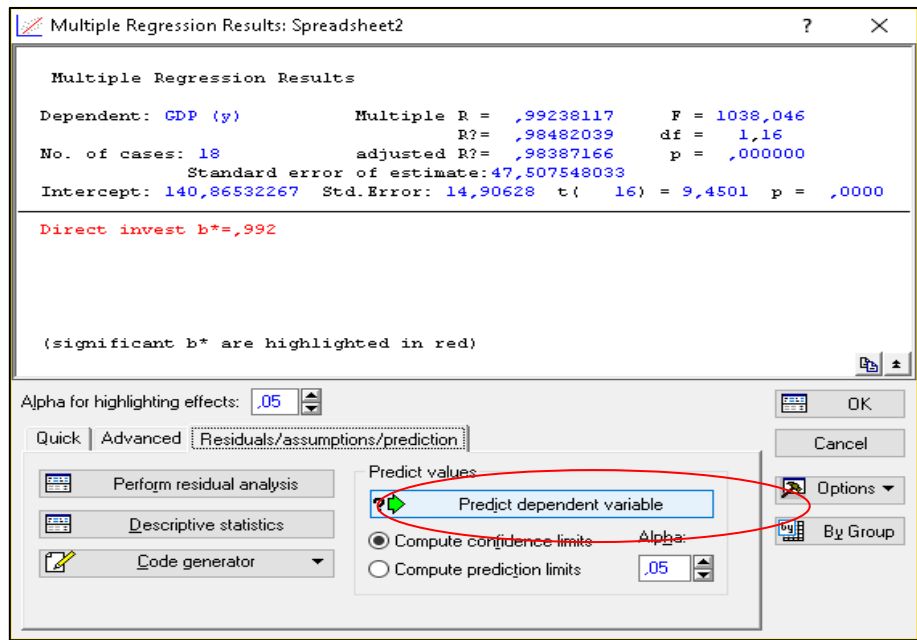 Multiple Regression Results: Spreadsheet2 ? ×
Multiple Regression Results
Dependent: GDP (y) Multiple R = ,99238117 F = 1038,046
R?= ,98482039 df = 1,16
No. of cases: 18 adjusted R?= ,98387166 p = ,000000
Standard error of estimate:47,507548033
Intercept: 140,86532267 Std.Error: 14,90628 t( 16) = 9,4501 p = ,0000
Direct invest b*=,992
(significant b* are highlighted in red)
Alpha for highlighting effects: ,05
OK
Quick Advanced Residuals/assumptions/prediction
Cancel
Perform residual analysis
Descriptive statistics
Code generator
Predict values
? Predict dependent variable
Compute confidence limits Alpha:
Compute prediction limits ,05
Options
By Group